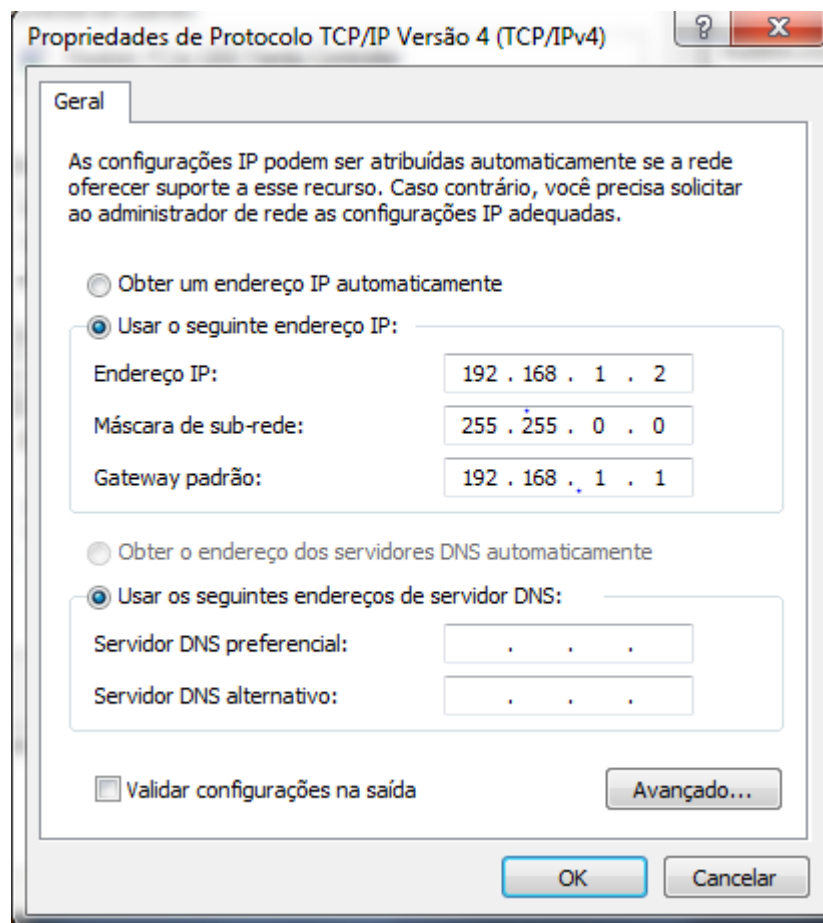 Propriedades de Protocolo TCP/IP Versão 4 (TCP/IPv4)
Geral
As configurações IP podem ser atribuídas automaticamente se a rede
oferecer suporte a esse recurso. Caso contrário, você precisa solicitar
ao administrador de rede as configurações IP adequadas.
Obter um endereço IP automaticamente
Usar o seguinte endereço IP:
Endereço IP: 192 . 168 . 1 . 2
Máscara de sub-rede: 255 . 255 . 0 . 0
Gateway padrão: 192 . 168 . 1 . 1
Obter o endereço dos servidores DNS automaticamente
Usar os seguintes endereços de servidor DNS:
Servidor DNS preferencial: . . .
Servidor DNS alternativo: . . .
Validar configurações na saída Avançado...
OK Cancelar